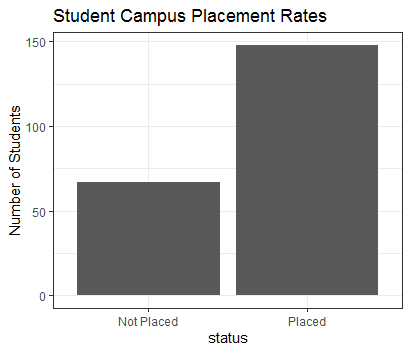 Student Campus Placement Rates
Number of Students
150
100
50
0
Not Placed
Placed
status